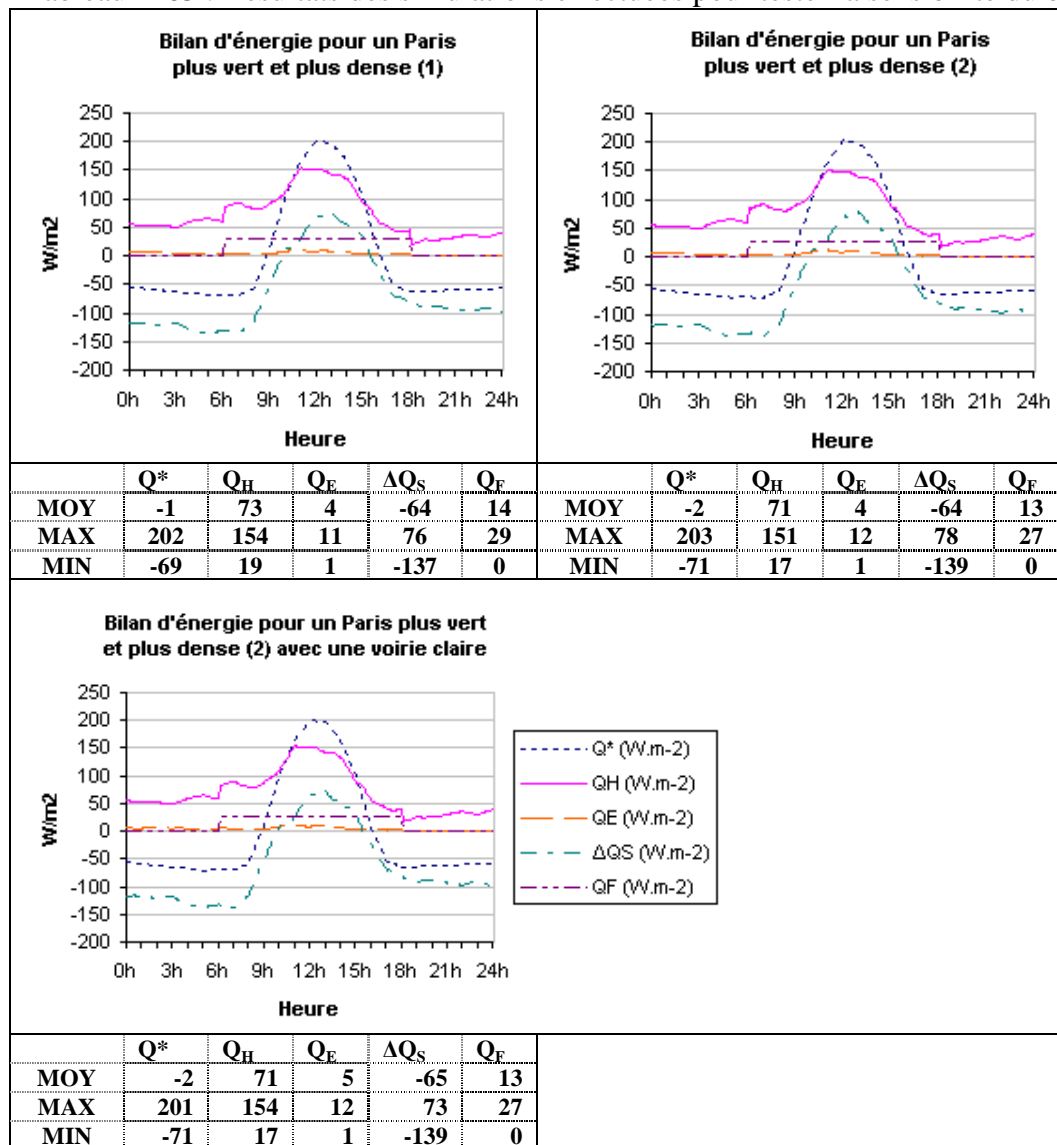 Bilan d'énergie pour un Paris
plus vert et plus dense (1)
250
200
150
100
50
0
-50
-100
-150
-200
W/m2
0h 3h 6h 9h 12h 15h 18h 21h 24h
Heure
Q* QH QE ΔQS QF
MOY -1 73 4 -64 14
MAX 202 154 11 76 29
MIN -69 19 1 -137 0
Bilan d'énergie pour un Paris
plus vert et plus dense (2)
250
200
150
100
50
0
-50
-100
-150
-200
W/m2
0h 3h 6h 9h 12h 15h 18h 21h 24h
Heure
Q* QH QE ΔQS QF
MOY -2 71 4 -64 13
MAX 203 151 12 78 27
MIN -71 17 1 -139 0
Bilan d'énergie pour un Paris plus vert
et plus dense (2) avec une voirie claire
250
200
150
100
50
0
-50
-100
-150
-200
W/m2
0h 3h 6h 9h 12h 15h 18h 21h 24h
Heure
Q* (W.m-2)
QH (W.m-2)
QE (W.m-2)
ΔQS (W.m-2)
QF (W.m-2)
Q* QH QE ΔQS QF
MOY -2 71 5 -65 13
MAX 201 154 12 73 27
MIN -71 17 1 -139 0